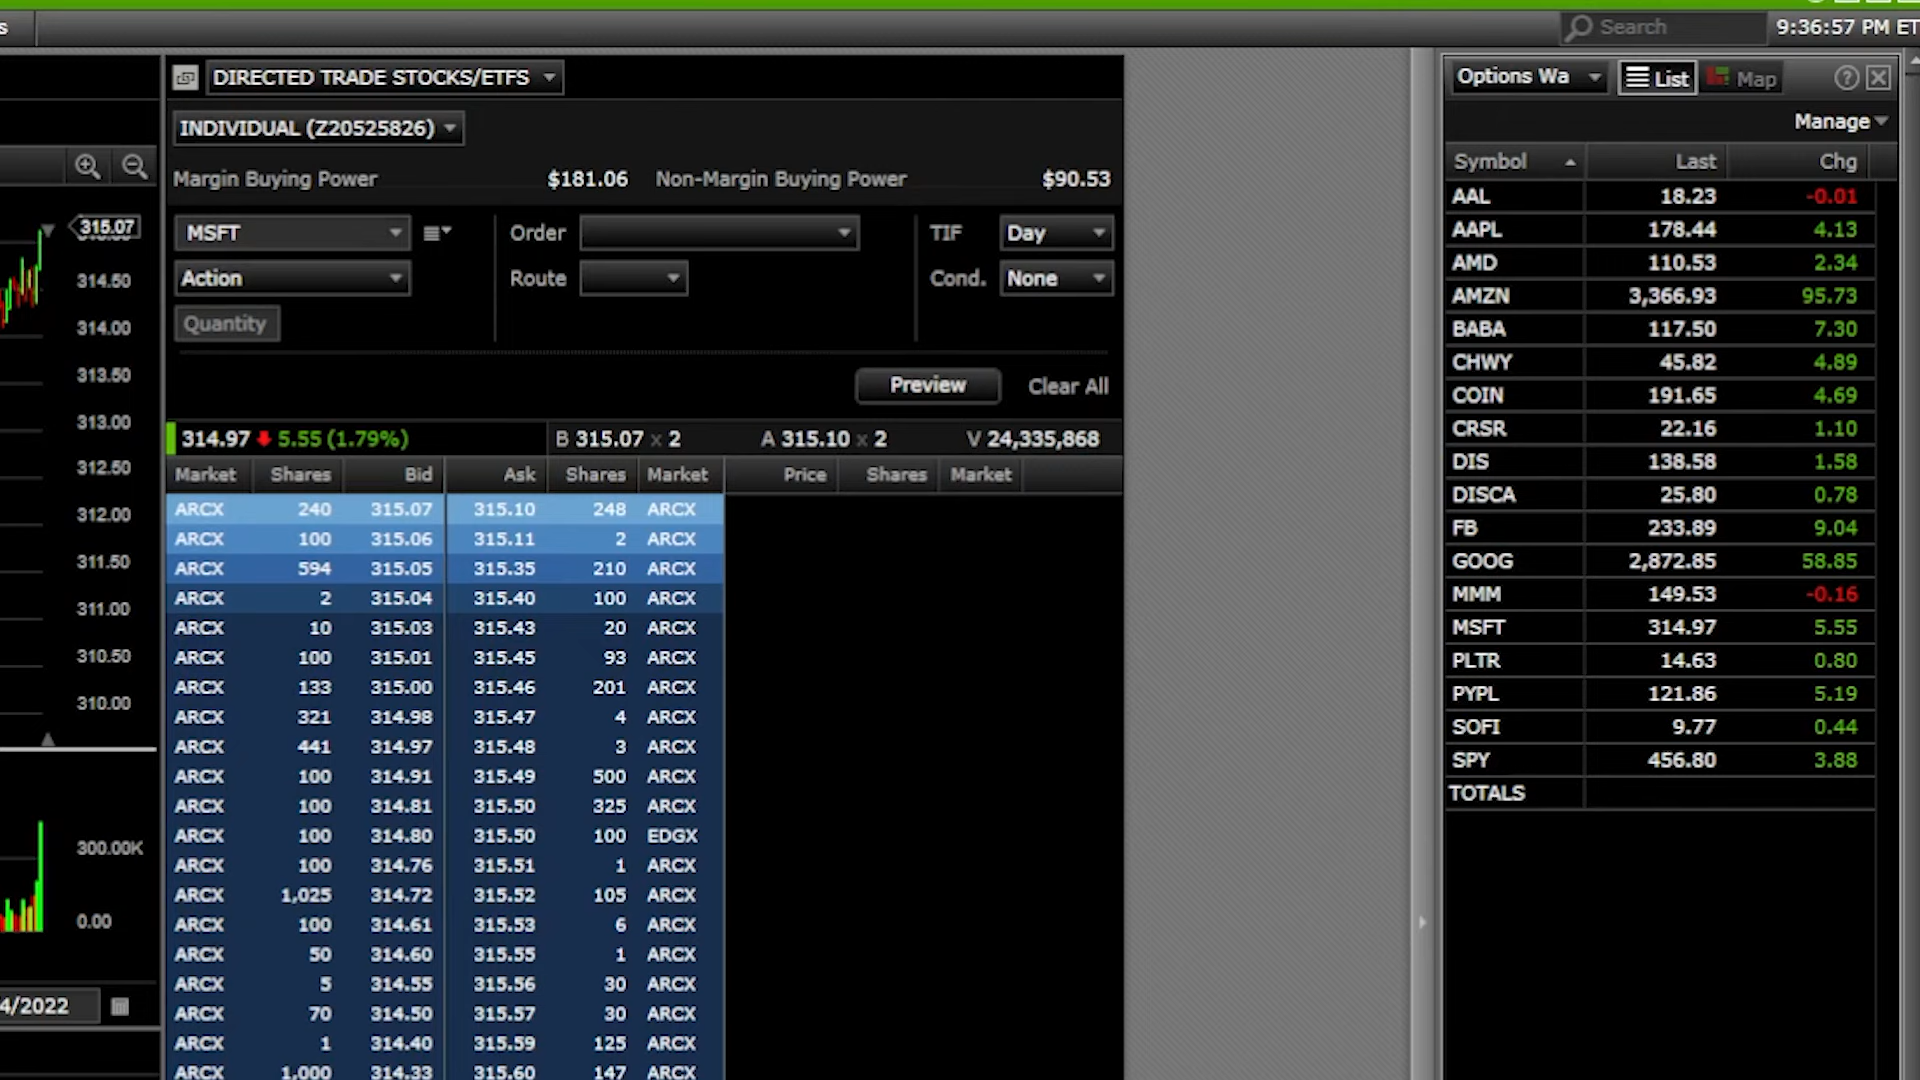 s
Search 9:36:57 PM ET
DIRECTED TRADE STOCKS/ETFS
INDIVIDUAL (Z20525826)
Margin Buying Power $181.06 Non-Margin Buying Power $90.53
MSFT Order TIF Day
Action Route Cond. None
Quantity
Preview Clear All
314.97 5.55 (1.79%) B 315.07 x 2 A 315.10 x 2 V 24,335,868
Market Shares Bid Ask Shares Market Price Shares Market
ARCX 240 315.07 315.10 248 ARCX
ARCX 100 315.06 315.11 2 ARCX
ARCX 594 315.05 315.35 210 ARCX
ARCX 2 315.04 315.40 100 ARCX
ARCX 10 315.03 315.43 20 ARCX
ARCX 100 315.01 315.45 93 ARCX
ARCX 133 315.00 315.46 201 ARCX
ARCX 321 314.98 315.47 4 ARCX
ARCX 441 314.97 315.48 3 ARCX
ARCX 100 314.91 315.49 500 ARCX
ARCX 100 314.81 315.50 325 ARCX
ARCX 100 314.80 315.50 100 EDGX
ARCX 100 314.76 315.51 1 ARCX
ARCX 1,025 314.72 315.52 105 ARCX
ARCX 100 314.61 315.53 6 ARCX
ARCX 50 314.60 315.55 1 ARCX
ARCX 5 314.55 315.56 30 ARCX
ARCX 70 314.50 315.57 30 ARCX
ARCX 1 314.40 315.59 125 ARCX
ARCX 1,000 314.33 315.60 147 ARCX
315.07
314.50
314.00
313.50
313.00
312.50
312.00
311.50
311.00
310.50
310.00
300.00K
0.00
4/2022
Options Wa List Map
Manage
Symbol Last Chg
AAL 18.23 -0.01
AAPL 178.44 4.13
AMD 110.53 2.34
AMZN 3,366.93 95.73
BABA 117.50 7.30
CHWY 45.82 4.89
COIN 191.65 4.69
CRSR 22.16 1.10
DIS 138.58 1.58
DISCA 25.80 0.78
FB 233.89 9.04
GOOG 2,872.85 58.85
MMM 149.53 -0.16
MSFT 314.97 5.55
PLTR 14.63 0.80
PYPL 121.86 5.19
SOFI 9.77 0.44
SPY 456.80 3.88
TOTALS